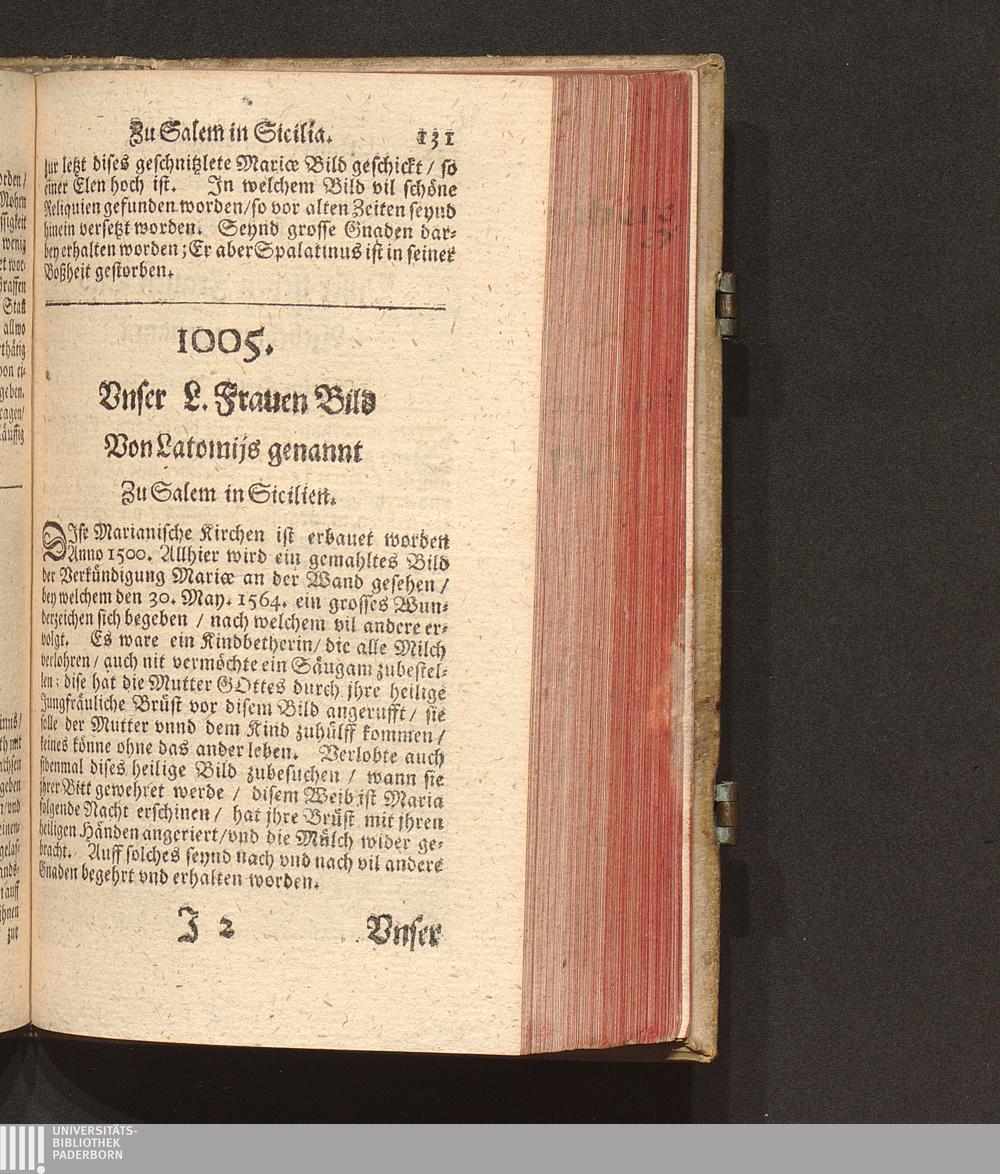 Zu Salem in Sicilia. 131
zur letzt dises geschnitzlete Mariæ Bild geschickt / so
einer Elen hoch ist. In welchem Bild vil schöne
Reliquien gefunden worden / so vor alten Zeiten seynd
hinein versetzt worden. Seynd grosse Gnaden dar-
bey erhalten worden; Er aber Spalatinus ist in seiner
Boßheit gestorben.
1005.
Vnser L. Frauen Bild
Von Latomijs genannt
Zu Salem in Sicilien.
DIse Marianische Kirchen ist erbauet worden
Anno 1500. Allhier wird ein gemahltes Bild
der Verkündigung Mariæ an der Wand gesehen /
bey welchem den 30. May. 1564. ein grosses Wun-
derzeichen sich begeben / nach welchem vil andere er-
volgt. Es ware ein Kindbetherin / die alle Milch
verlohren / auch nit vermöchte ein Säugam zubestel-
len; dise hat die Mutter GOttes durch jhre heilige
Jungfräuliche Brüst vor disem Bild angerufft / sie
solle der Mutter vnnd dem Kind zuhülff kommen /
keines könne ohne das ander leben. Verlobte auch
sibenmal dises heilige Bild zubesuchen / wann sie
jhrer Bitt gewehret werde / disem Weib ist Maria
folgende Nacht erschinen / hat jhre Brüst mit jhren
heiligen Händen angeriert / vnd die Mülch wider ge-
bracht. Auff solches seynd nach vnd nach vil andere
Gnaden begehrt vnd erhalten worden.
J 2 Vnser
UNIVERSITÄTS-
BIBLIOTHEK
PADERBORN